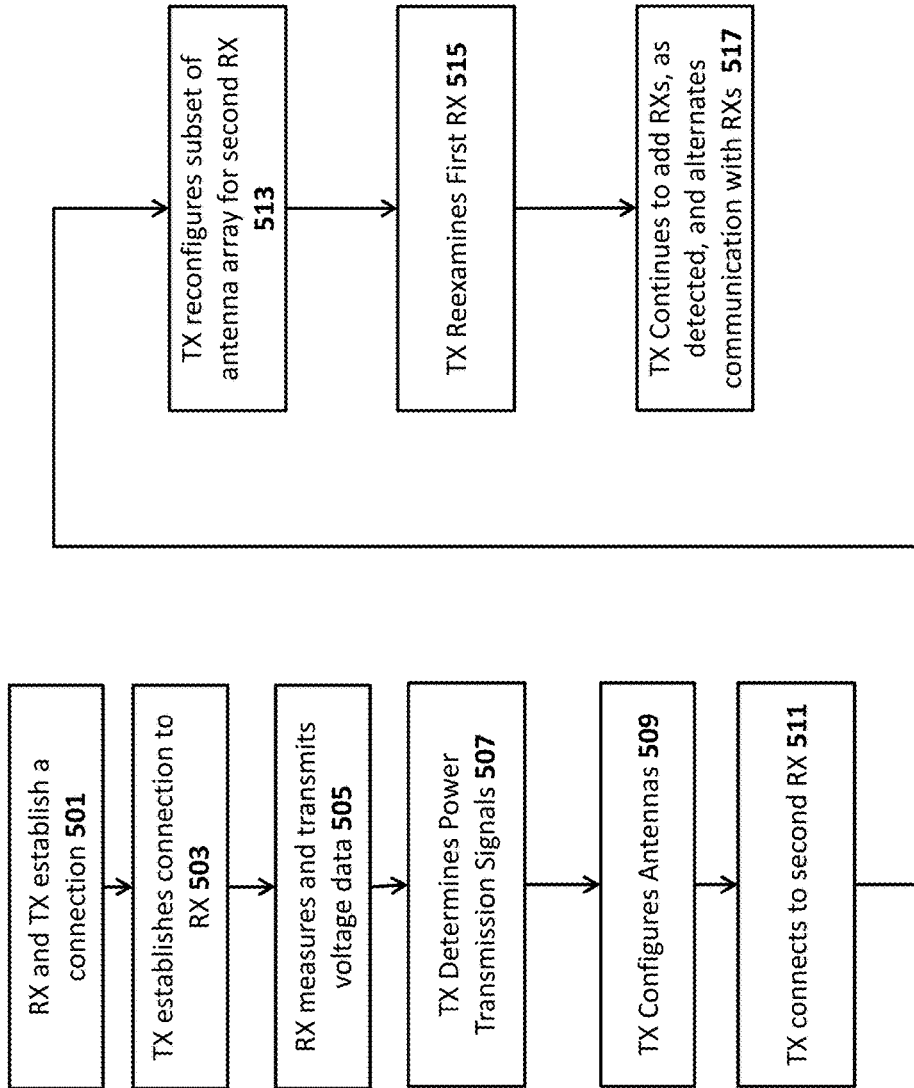 RX and TX establish a
connection 501
TX establishes connection to
RX 503
RX measures and transmits
voltage data 505
TX Determines Power
Transmission Signals 507
TX Configures Antennas 509
TX connects to second RX 511
TX reconfigures subset of
antenna array for second RX
513
TX Reexamines First RX 515
TX Continues to add RXs, as
detected, and alternates
communication with RXs 517